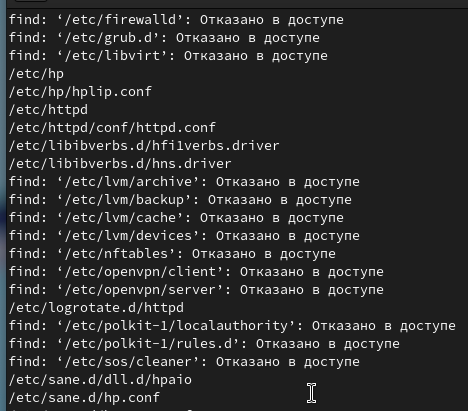 find: ‘/etc/firewalld’: Отказано в доступе
find: ‘/etc/grub.d’: Отказано в доступе
find: ‘/etc/libvirt’: Отказано в доступе
/etc/hp
/etc/hp/hplip.conf
/etc/httpd
/etc/httpd/conf/httpd.conf
/etc/libibverbs.d/hfi1verbs.driver
/etc/libibverbs.d/hns.driver
find: ‘/etc/lvm/archive’: Отказано в доступе
find: ‘/etc/lvm/backup’: Отказано в доступе
find: ‘/etc/lvm/cache’: Отказано в доступе
find: ‘/etc/lvm/devices’: Отказано в доступе
find: ‘/etc/nftables’: Отказано в доступе
find: ‘/etc/openvpn/client’: Отказано в доступе
find: ‘/etc/openvpn/server’: Отказано в доступе
/etc/logrotate.d/httpd
find: ‘/etc/polkit-1/localauthority’: Отказано в доступе
find: ‘/etc/polkit-1/rules.d’: Отказано в доступе
find: ‘/etc/sos/cleaner’: Отказано в доступе
/etc/sane.d/dll.d/hpaio
/etc/sane.d/hp.conf